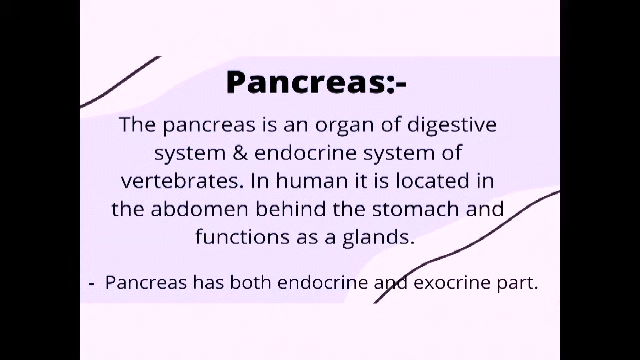 Pancreas:-
The pancreas is an organ of digestive
system & endocrine system of
vertebrates. In human it is located in
the abdomen behind the stomach and
functions as a glands.
- Pancreas has both endocrine and exocrine part.